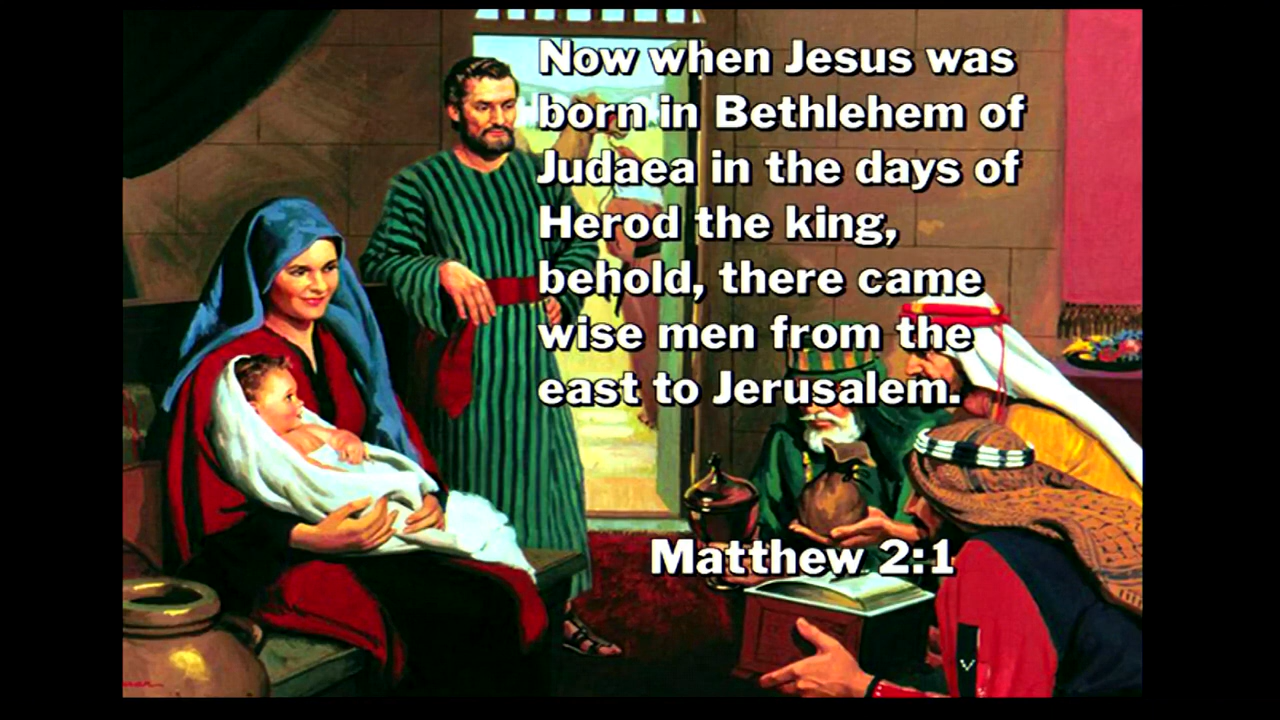 Now when Jesus was
born in Bethlehem of
Judaea in the days of
Herod the king,
behold, there came
wise men from the
east to Jerusalem.
Matthew 2:1